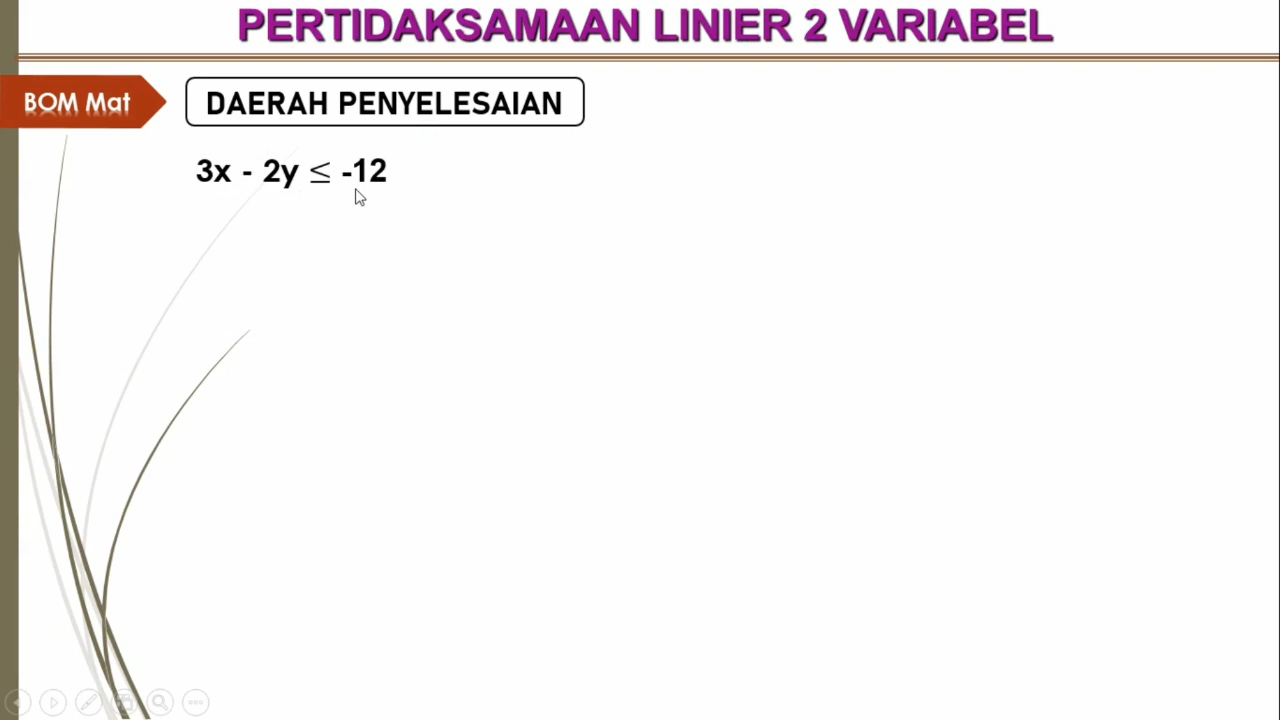 PERTIDAKSAMAAN LINIER 2 VARIABEL
BOM Mat
DAERAH PENYELESAIAN
3x - 2y ≤ -12